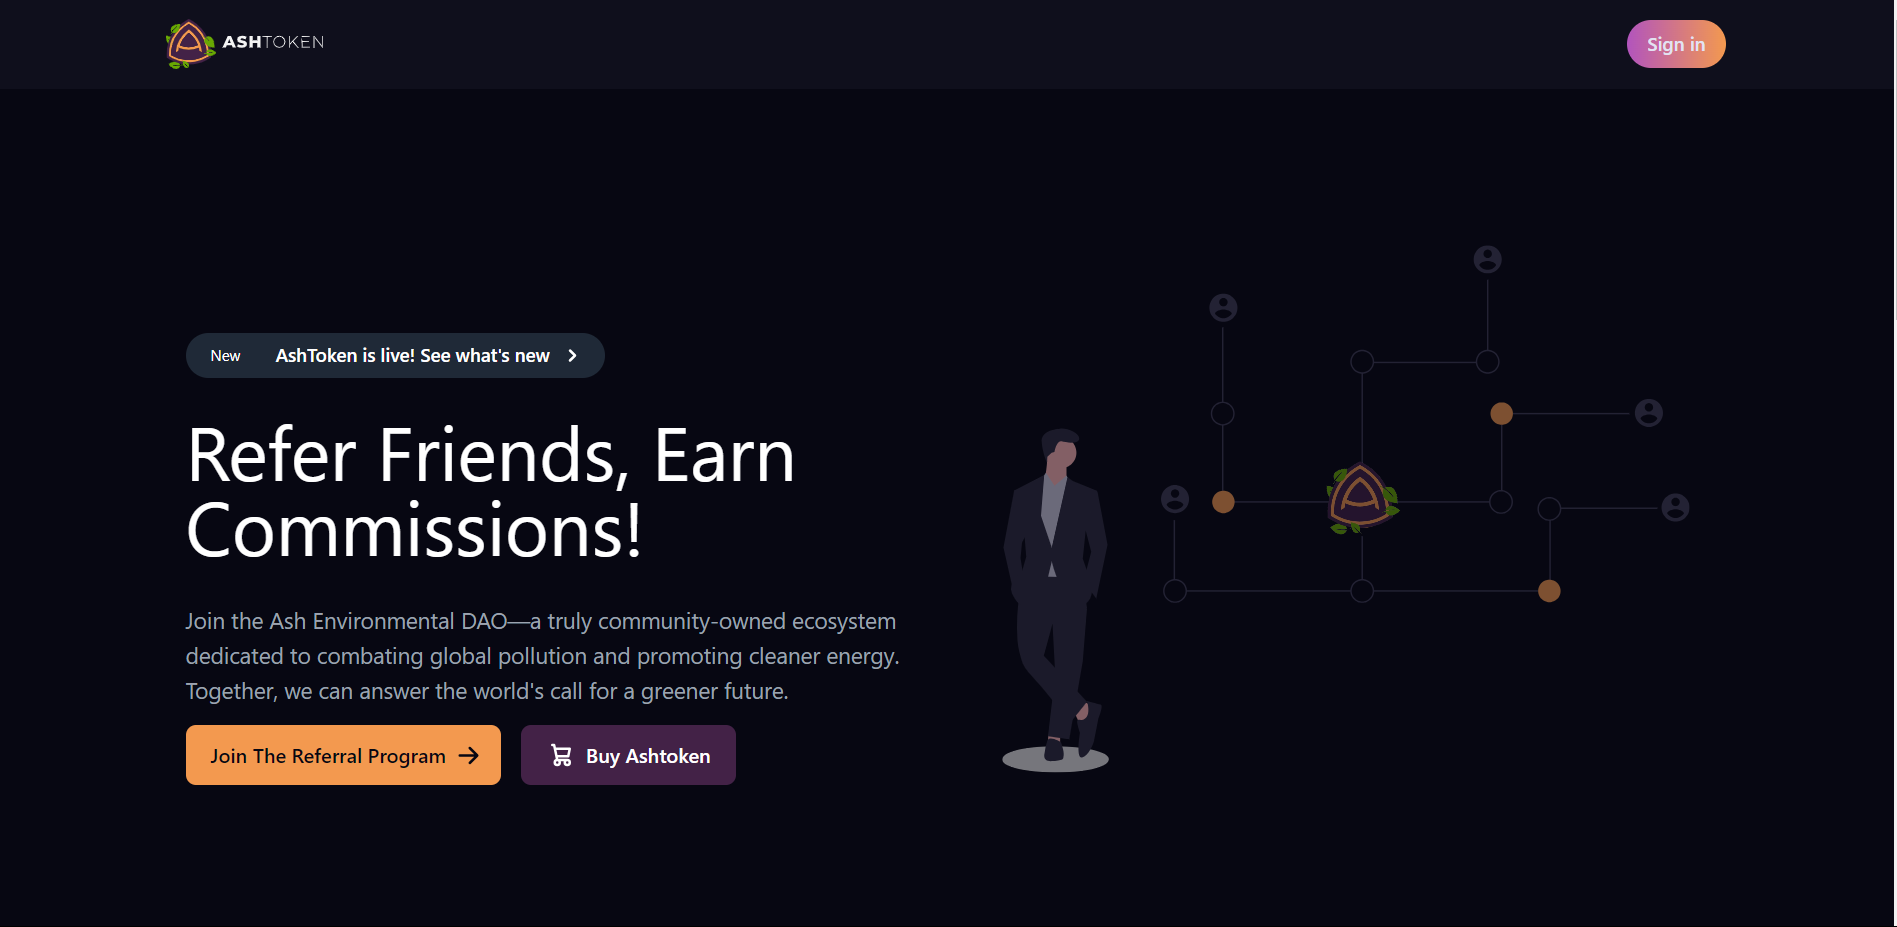 ASHTOKEN
Sign in
New AshToken is live! See what's new
Refer Friends, Earn
Commissions!
Join the Ash Environmental DAO—a truly community-owned ecosystem
dedicated to combating global pollution and promoting cleaner energy.
Together, we can answer the world's call for a greener future.
Join The Referral Program
Buy Ashtoken